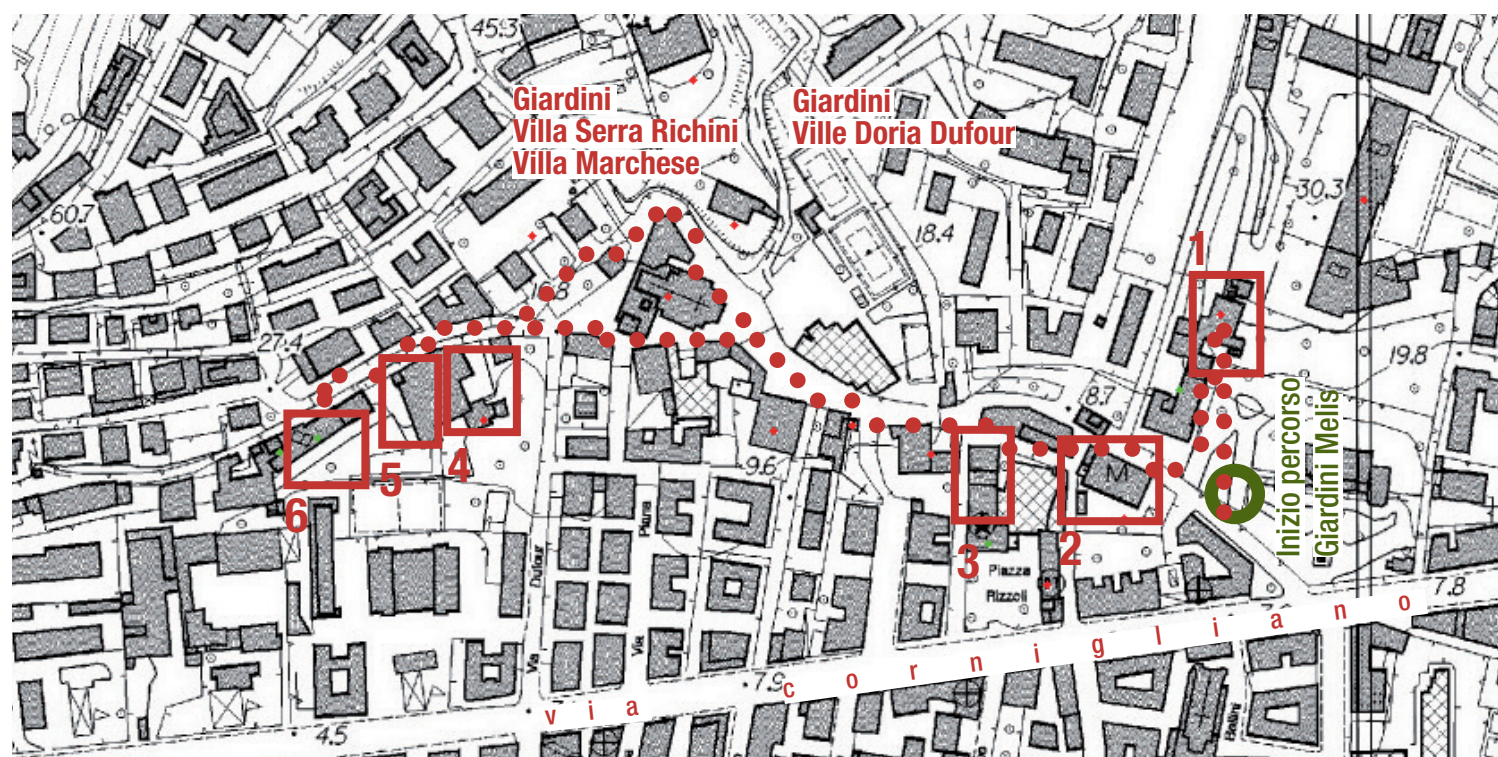 45.3
Giardini
Villa Serra Richini
Villa Marchese
Giardini
Ville Doria Dufour
60.7
30.3
18.4
1
27.4
19.8
8.7
Inizio percorso
Giardini Melis
5
4
9.6
M
6
3
2
Via Dufour
Via
Piazza
Rizzoli
7.8
via cornigliano
7.9
4.5